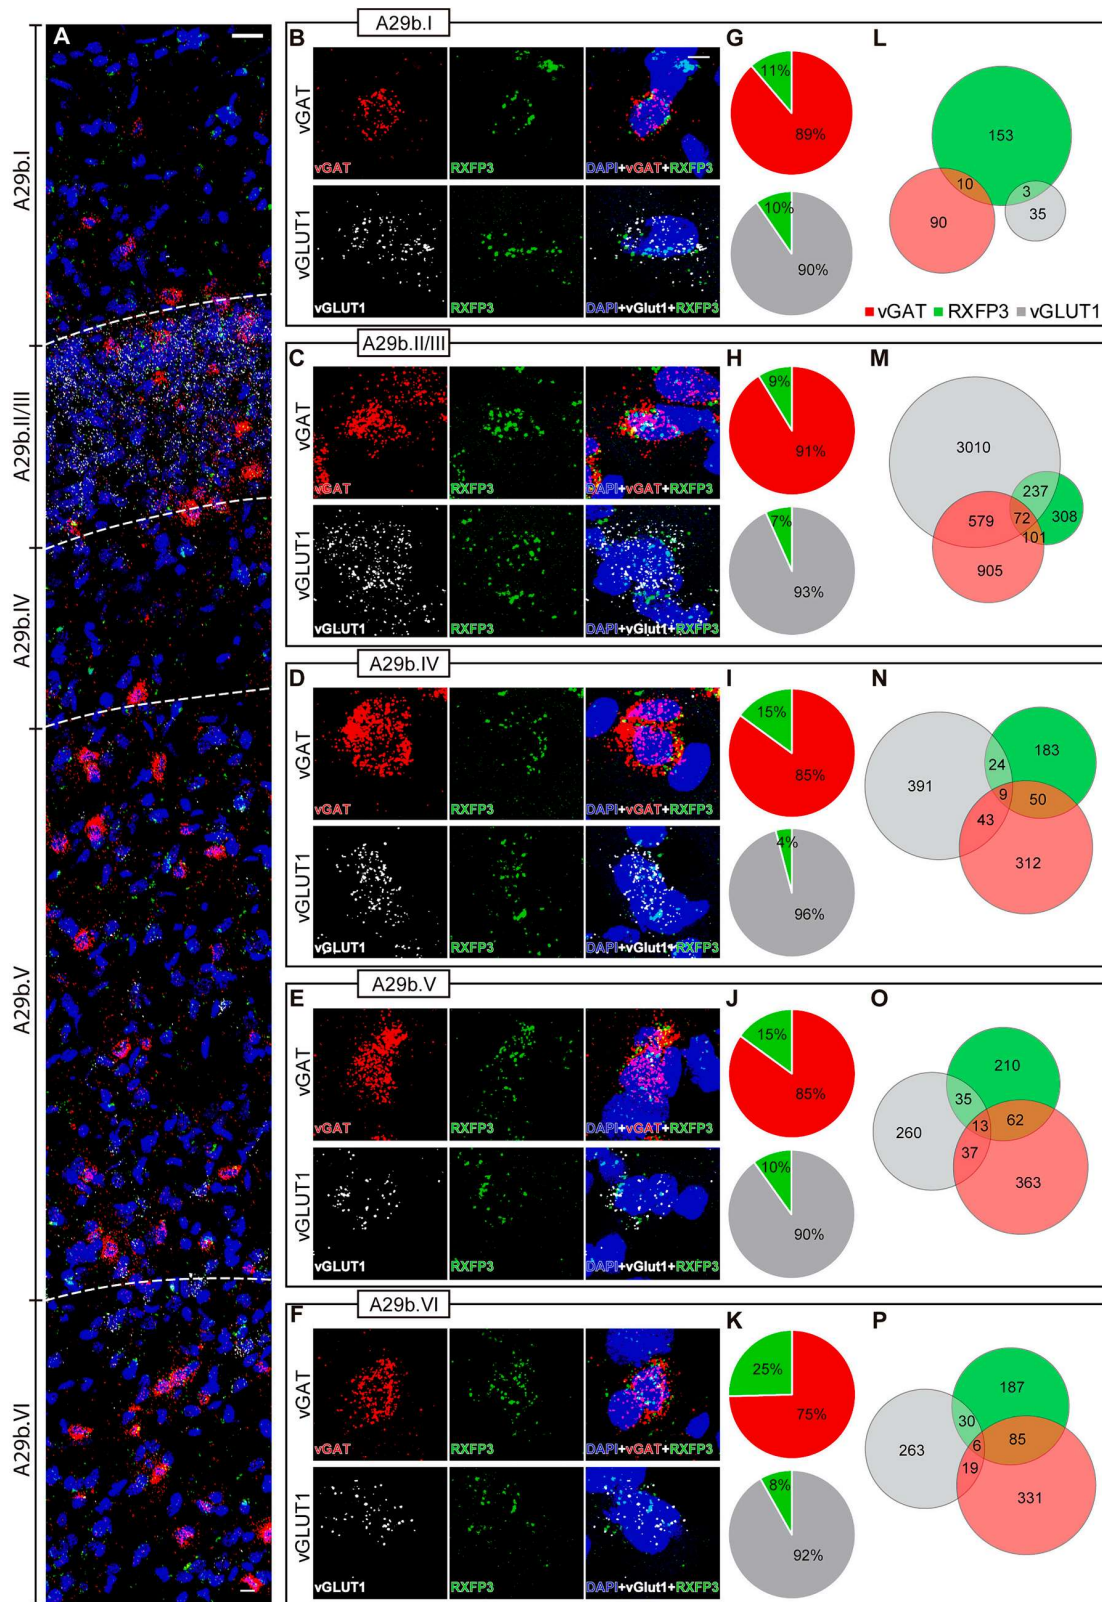 A
A29b.I
A29b.II/III
A29b.IV
A29b.V
A29b.VI
A29b.I
B
vGAT
vGAT
RXFP3
DAPI+vGAT+RXFP3
vGLUT1
vGLUT1
RXFP3
DAPI+vGlut1+RXFP3
G
11%
89%
10%
90%
L
153
10
3
90
35
vGAT RXFP3 vGLUT1
A29b.II/III
C
vGAT
vGAT
RXFP3
DAPI+vGAT+RXFP3
vGLUT1
vGLUT1
RXFP3
DAPI+vGlut1+RXFP3
H
9%
91%
7%
93%
M
3010
237
579
72
308
101
905
A29b.IV
D
vGAT
vGAT
RXFP3
DAPI+vGAT+RXFP3
vGLUT1
vGLUT1
RXFP3
DAPI+vGlut1+RXFP3
I
15%
85%
4%
96%
N
183
24
391
9
50
43
312
A29b.V
E
vGAT
vGAT
RXFP3
DAPI+vGAT+RXFP3
vGLUT1
vGLUT1
RXFP3
DAPI+vGlut1+RXFP3
J
15%
85%
10%
90%
O
210
35
62
13
260
37
363
A29b.VI
F
vGAT
vGAT
RXFP3
DAPI+vGAT+RXFP3
vGLUT1
vGLUT1
RXFP3
DAPI+vGlut1+RXFP3
K
25%
75%
8%
92%
P
187
30
85
6
263
19
331